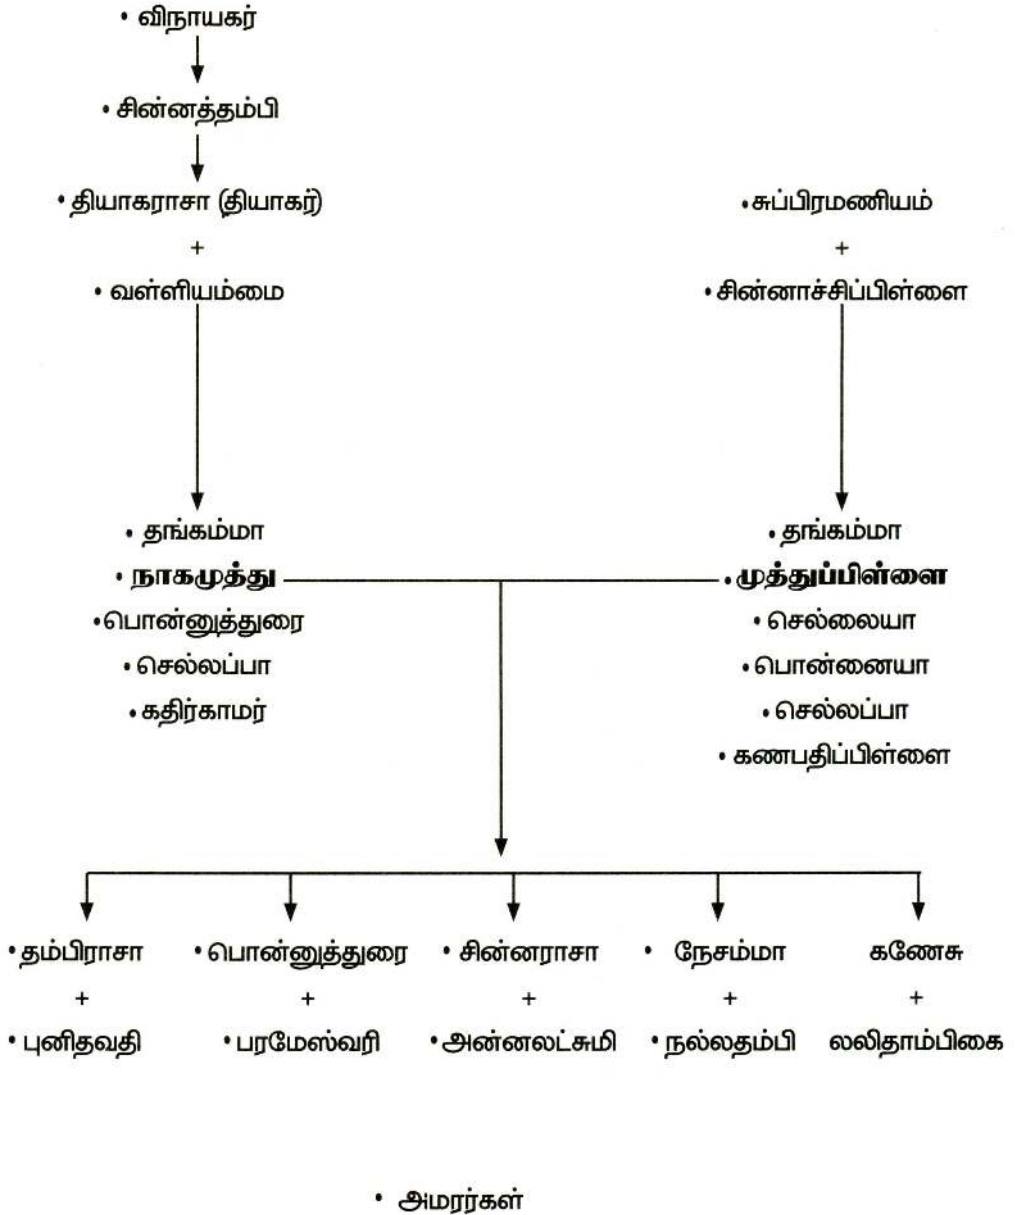 • விநாயகர்
• சின்னத்தம்பி
• தியாகராசா (தியாகர்) • சுப்பிரமணியம்
+ +
• வள்ளியம்மை • சின்னாச்சிப்பிள்ளை
• தங்கம்மா • தங்கம்மா
• நாகமுத்து • முத்துப்பிள்ளை
• பொன்னுத்துரை • செல்லையா
• செல்லப்பா • பொன்னையா
• கதிர்காமர் • செல்லப்பா
• கணபதிப்பிள்ளை
• தம்பிராசா • பொன்னுத்துரை • சின்னராசா • நேசம்மா கணேசு
+ + + + +
• புனிதவதி • பரமேஸ்வரி • அன்னலட்சுமி • நல்லதம்பி லலிதாம்பிகை
• அமரர்கள்